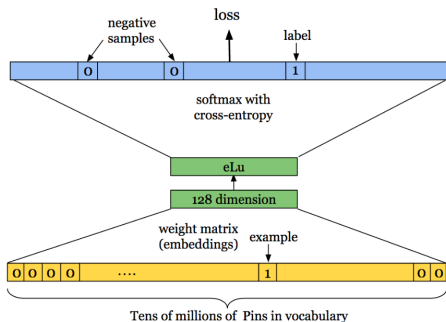 negative
samples
loss
label
0
0
1
softmax with
cross-entropy
eLu
128 dimension
weight matrix
(embeddings)
example
0 0 0 0 .... 1 0 0
Tens of millions of Pins in vocabulary